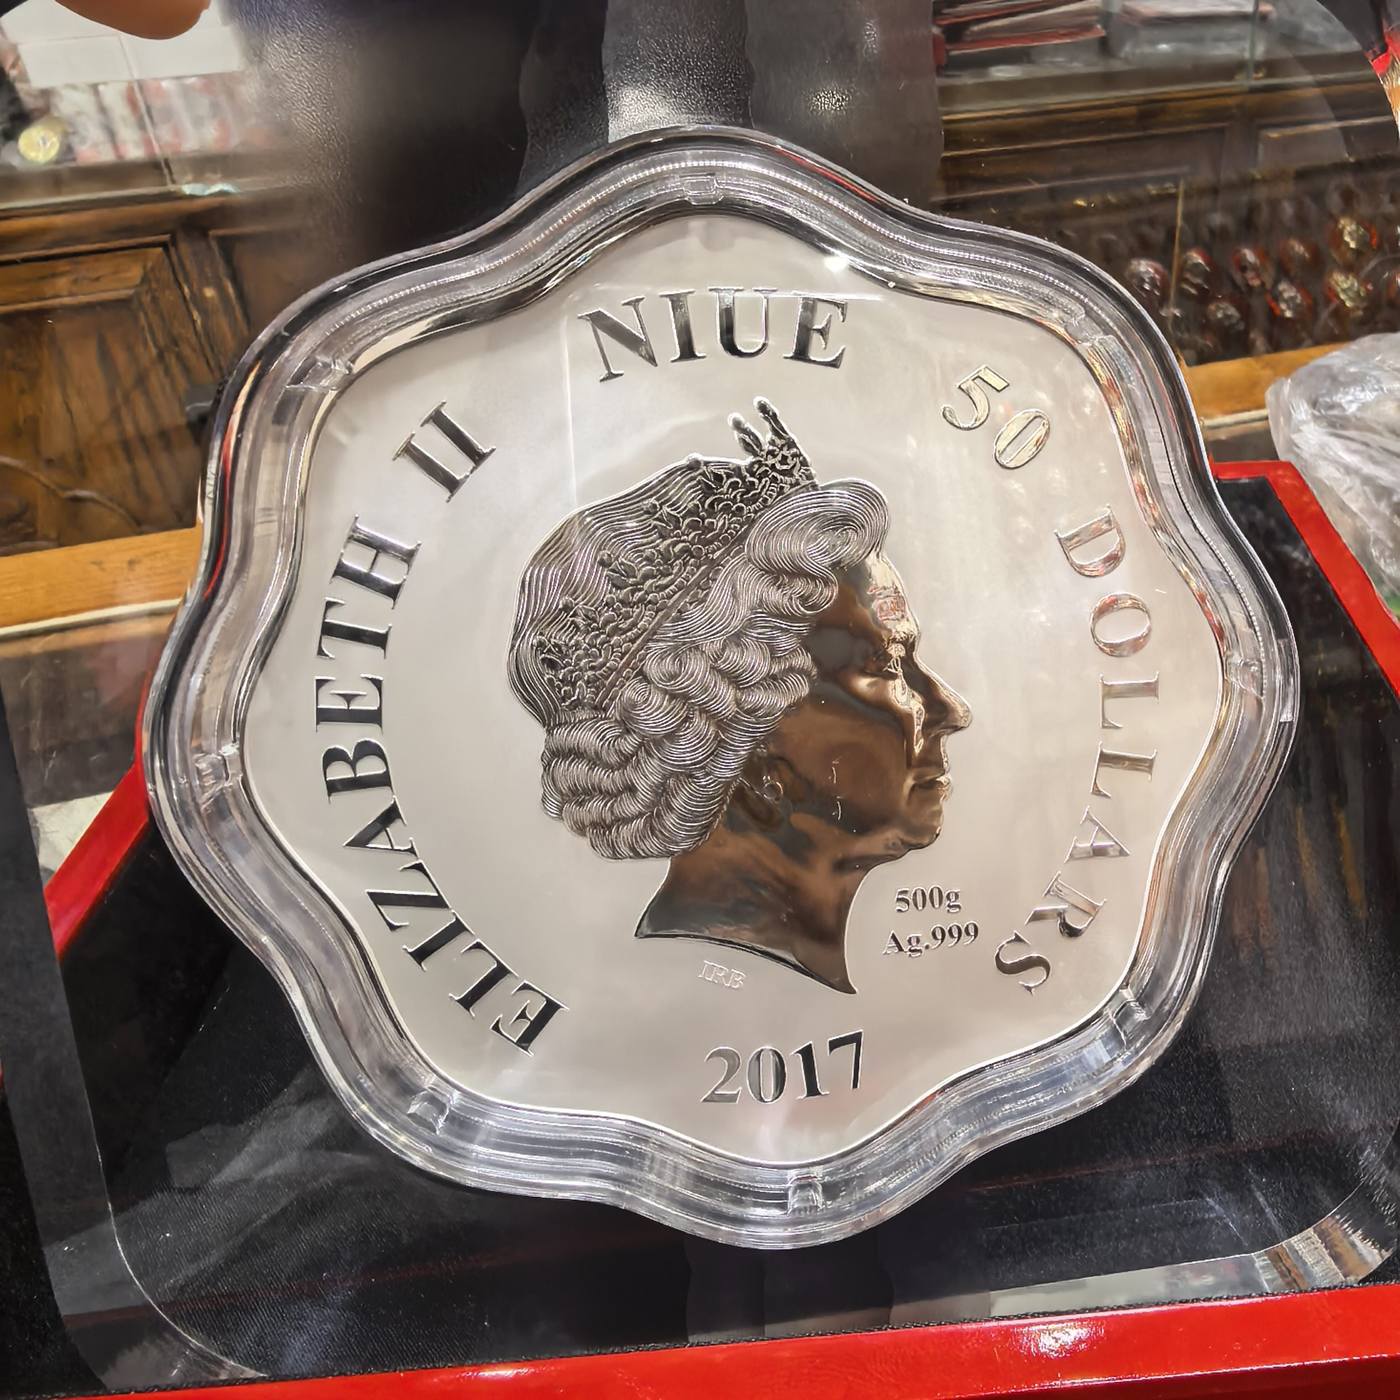 NIUE
ELIZABETH II
50 DOLLARS
500g
Ag.999
IRB
2017